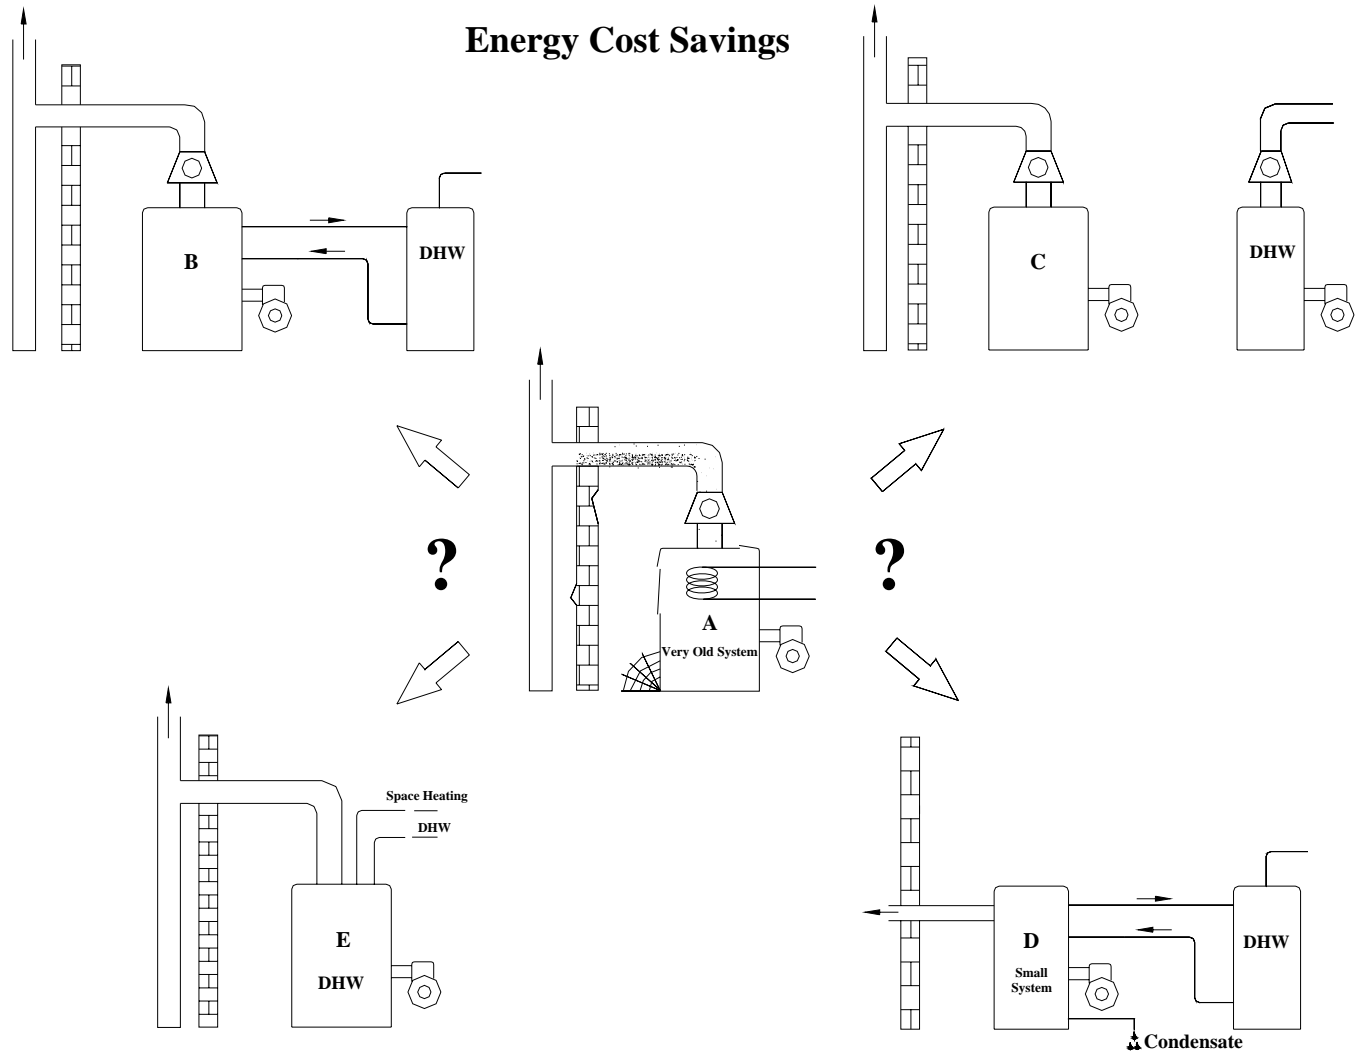 Energy Cost Savings
B
DHW
C
DHW
?
?
A
Very Old System
Space Heating
DHW
E
DHW
D
Small
System
DHW
Condensate